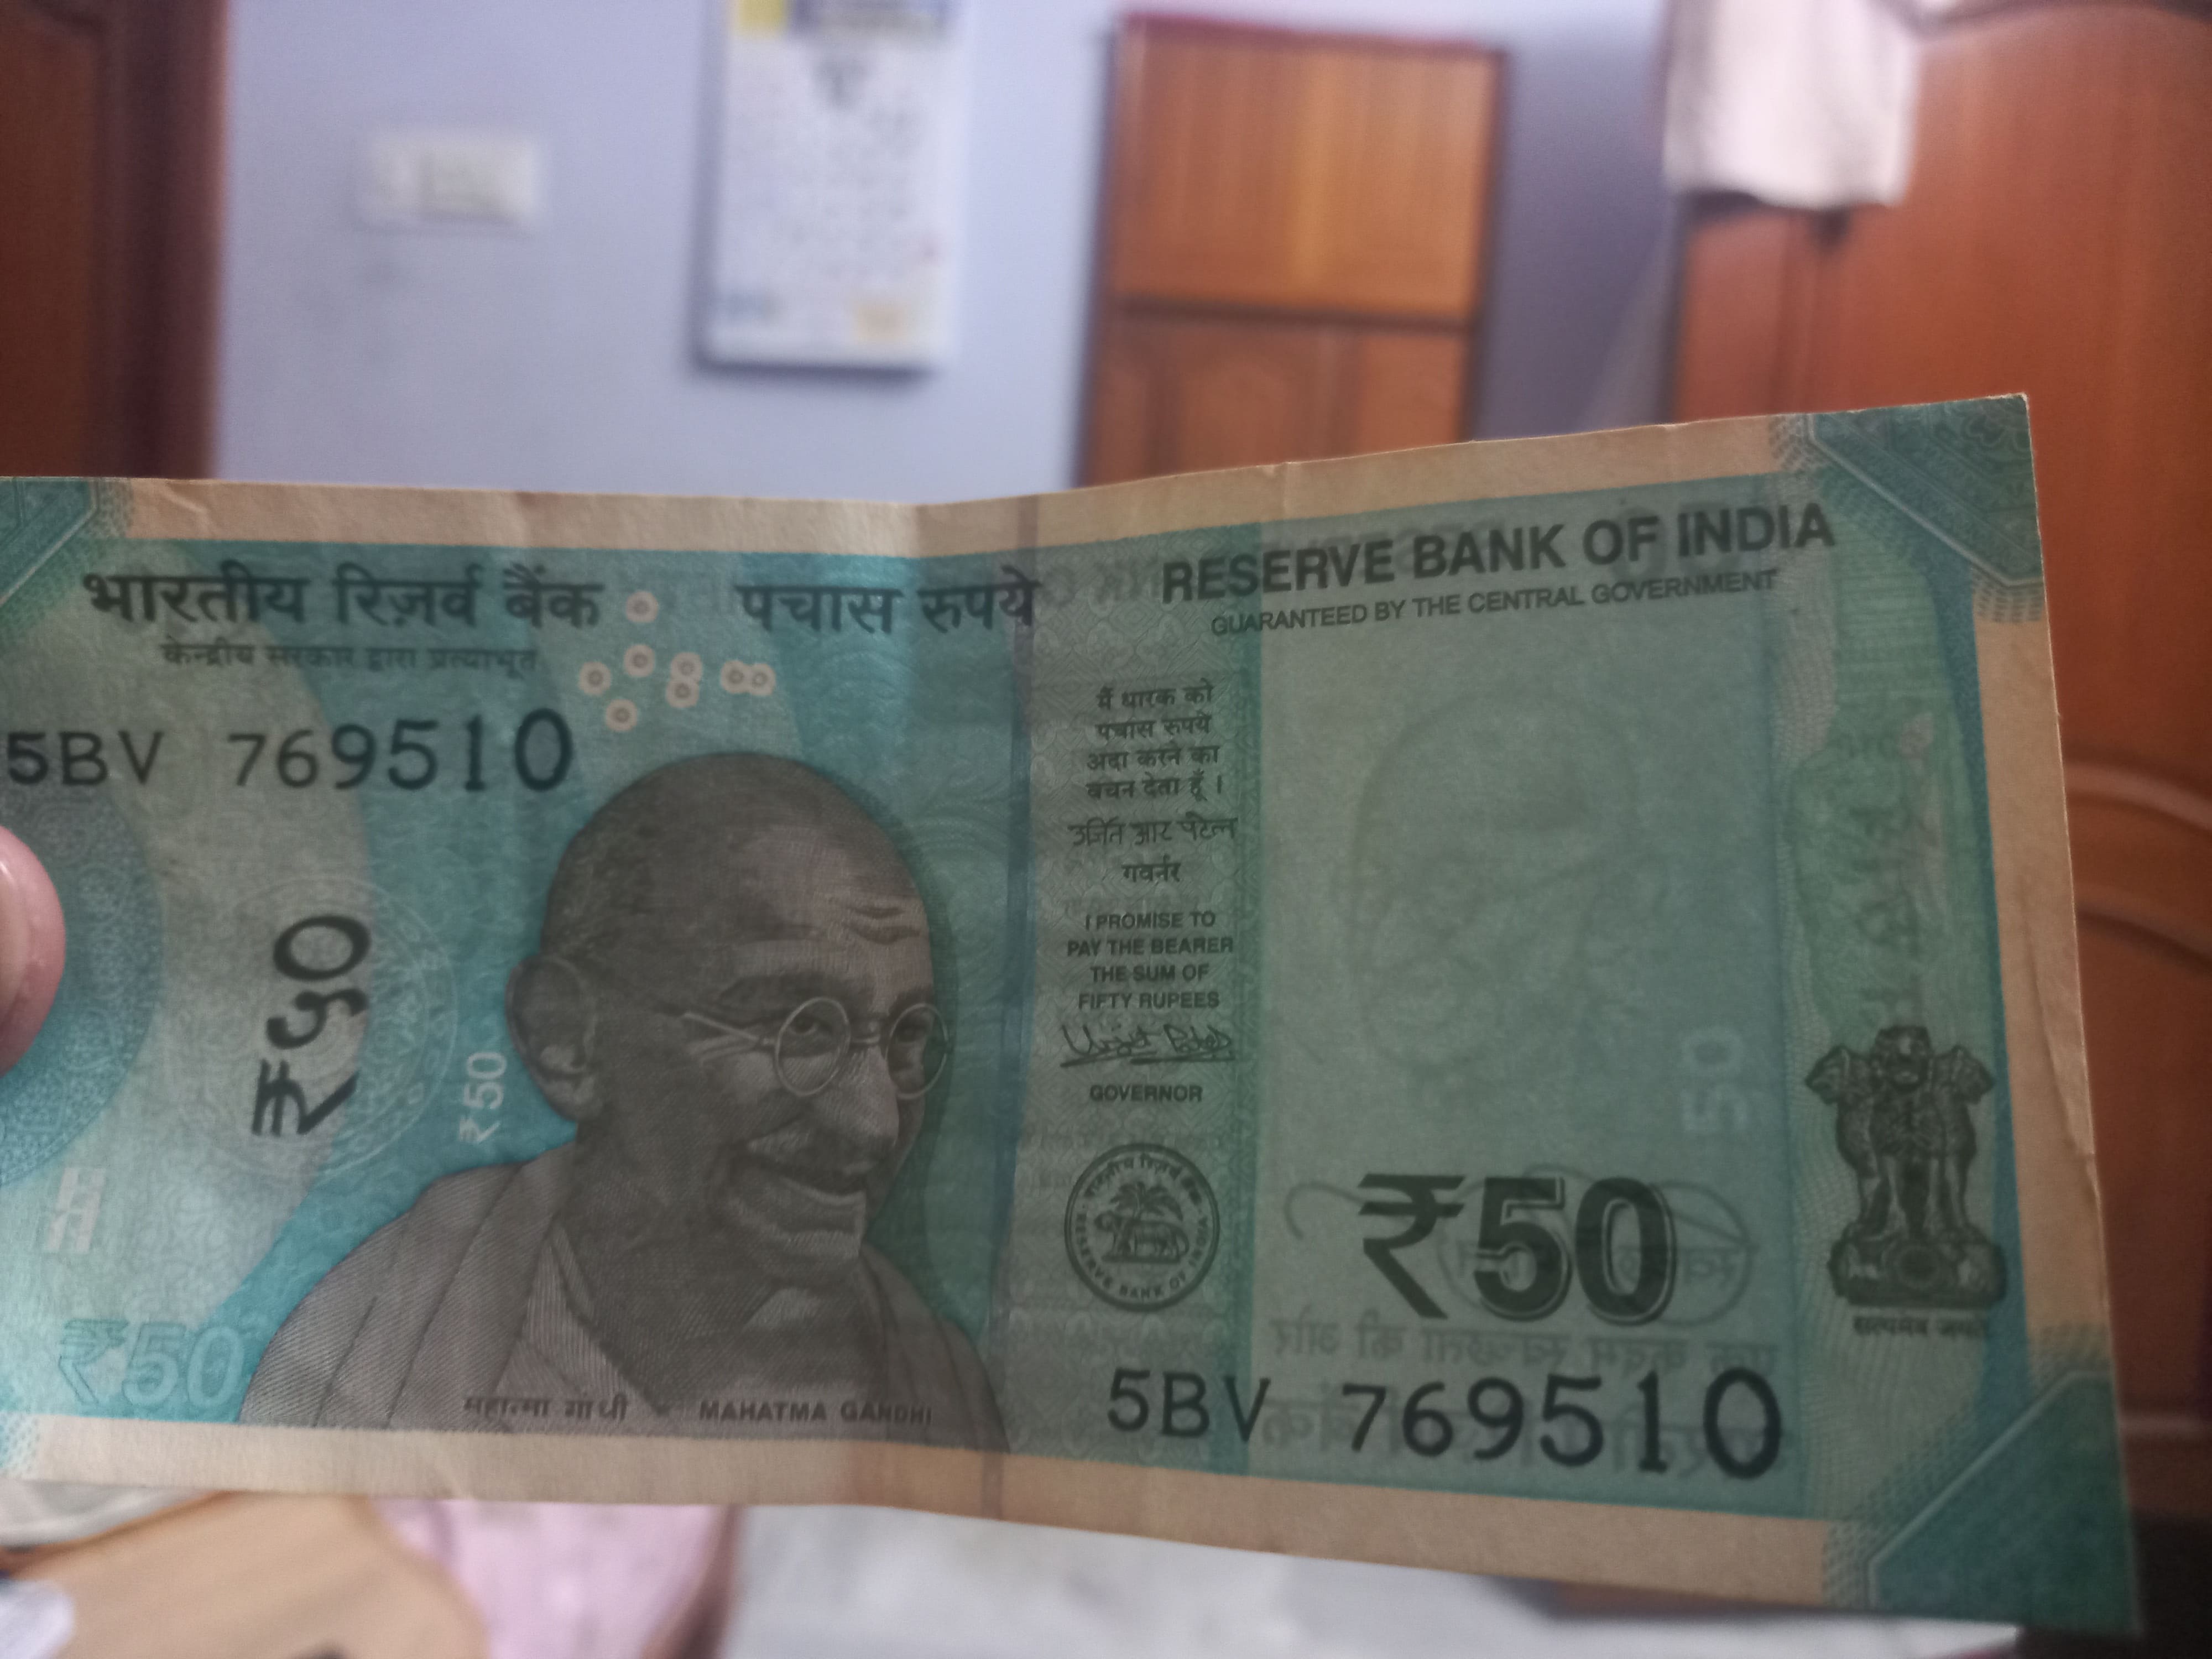 भारतीय रिज़र्व बैंक
केन्द्रीय सरकार द्वारा प्रत्याभूत
पचास रुपये
RESERVE BANK OF INDIA
GUARANTEED BY THE CENTRAL GOVERNMENT
5BV 769510
₹५०
₹50
₹50
महात्मा गांधी
MAHATMA GANDHI
मैं धारक को
पचास रुपये
अदा करने का
वचन देता हूँ ।
उर्जित आर पटेल
गवर्नर
I PROMISE TO
PAY THE BEARER
THE SUM OF
FIFTY RUPEES
Urjit Patel
GOVERNOR
भारतीय रिज़र्व बैंक
RESERVE BANK OF INDIA
50
₹50
सत्यमेव जयते
5BV 769510